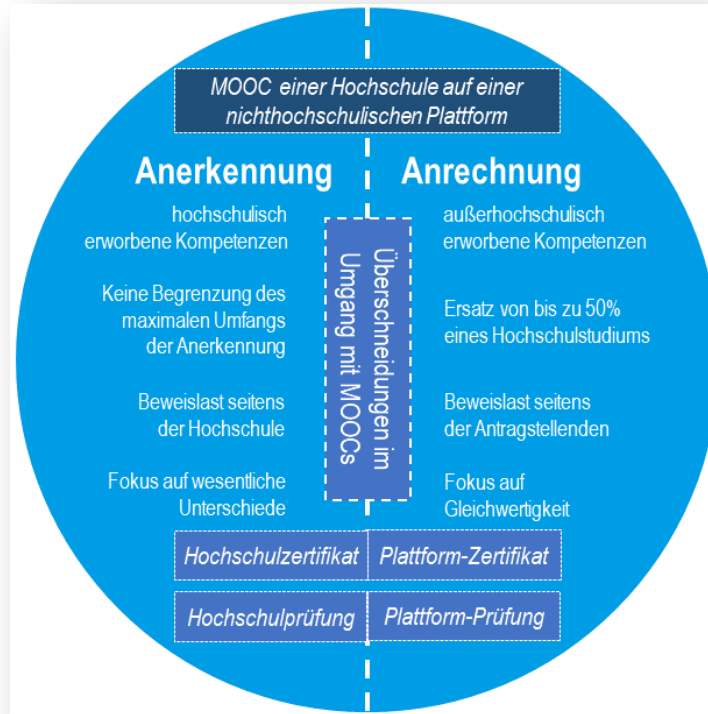 MOOC einer Hochschule auf einer
nichthochschulischen Plattform
Anerkennung
hochschulisch
erworbene Kompetenzen
Keine Begrenzung des
maximalen Umfangs
der Anerkennung
Beweislast seitens
der Hochschule
Fokus auf wesentliche
Unterschiede
Überschneidungen im
Umgang mit MOOCs
Anrechnung
außerhochschulisch
erworbene Kompetenzen
Ersatz von bis zu 50%
eines Hochschulstudiums
Beweislast seitens
der Antragstellenden
Fokus auf
Gleichwertigkeit
Hochschulzertifikat
Plattform-Zertifikat
Hochschulprüfung
Plattform-Prüfung